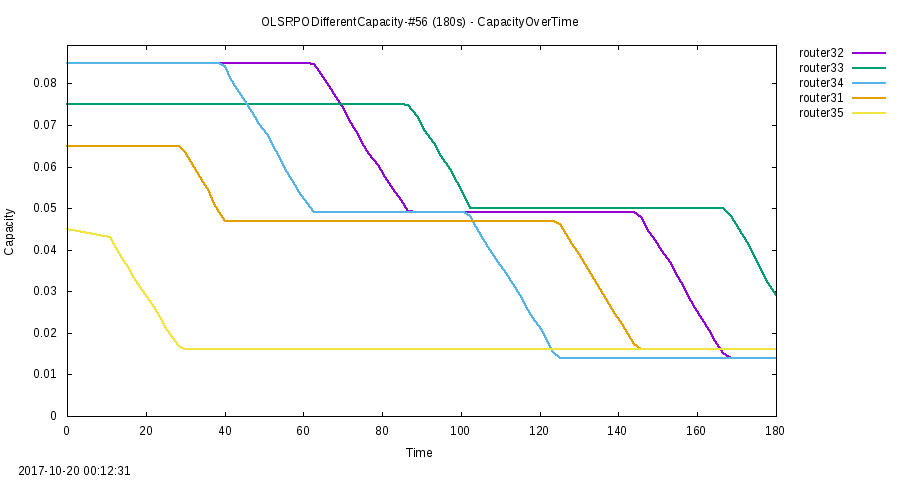 OLSRPODifferentCapacity-#56 (180s) - CapacityOverTime
router32
router33
router34
router31
router35
0.08
0.07
0.06
0.05
0.04
0.03
0.02
0.01
0
Capacity
0 20 40 60 80 100 120 140 160 180
Time
2017-10-20 00:12:31